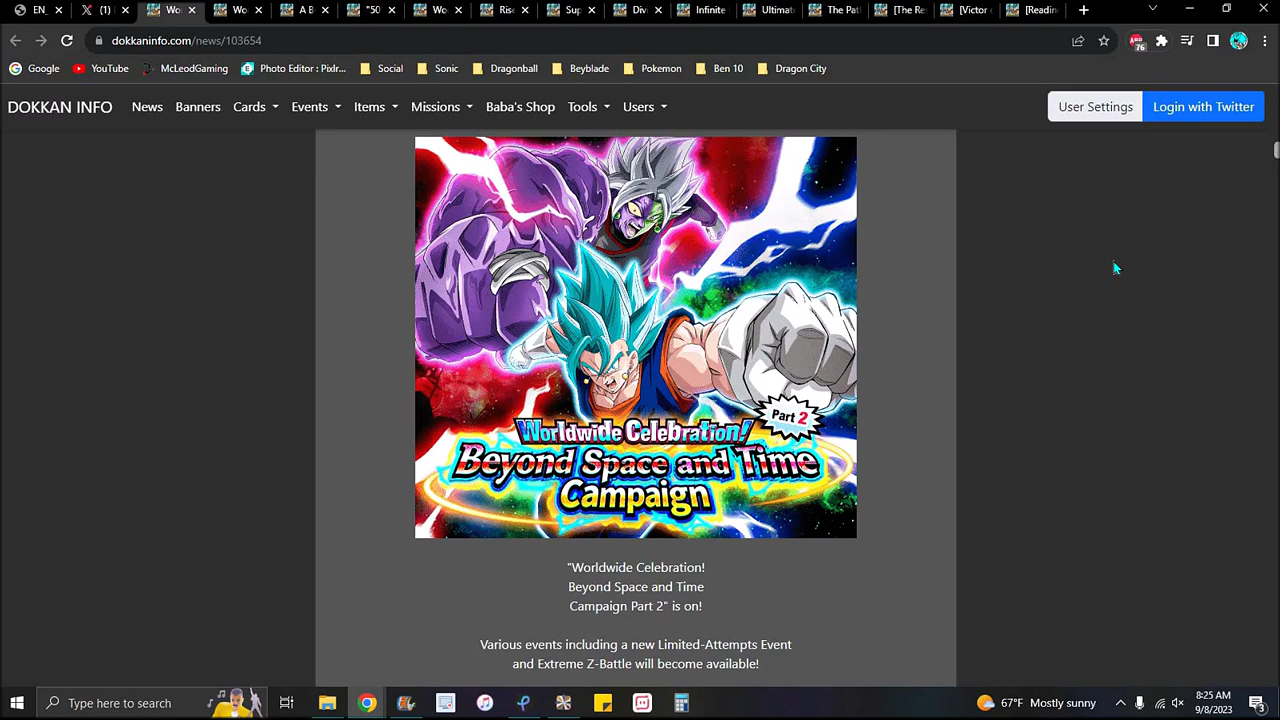 EN
(1)
Wo
Wo
A B
"50
Wo
Rise
Sup
Div
Infinite
Ultimat
The Pat
[The Re
[Victor
[Readin
dokkaninfo.com/news/103654
76
Google
YouTube
McLeodGaming
Photo Editor : Pixlr...
Social
Sonic
Dragonball
Beyblade
Pokemon
Ben 10
Dragon City
DOKKAN INFO
News
Banners
Cards
Events
Items
Missions
Baba's Shop
Tools
Users
User Settings
Login with Twitter
Part 2
Worldwide Celebration!
Beyond Space and Time
Campaign
"Worldwide Celebration!
Beyond Space and Time
Campaign Part 2" is on!
Various events including a new Limited-Attempts Event
and Extreme Z-Battle will become available!
Type here to search
67°F Mostly sunny
8:25 AM
9/8/2023
3